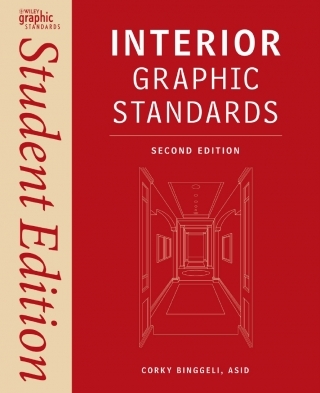 WILEY
graphic
STANDARDS
Student Edition
INTERIOR
GRAPHIC
STANDARDS
SECOND EDITION
CORKY BINGGELI, ASID